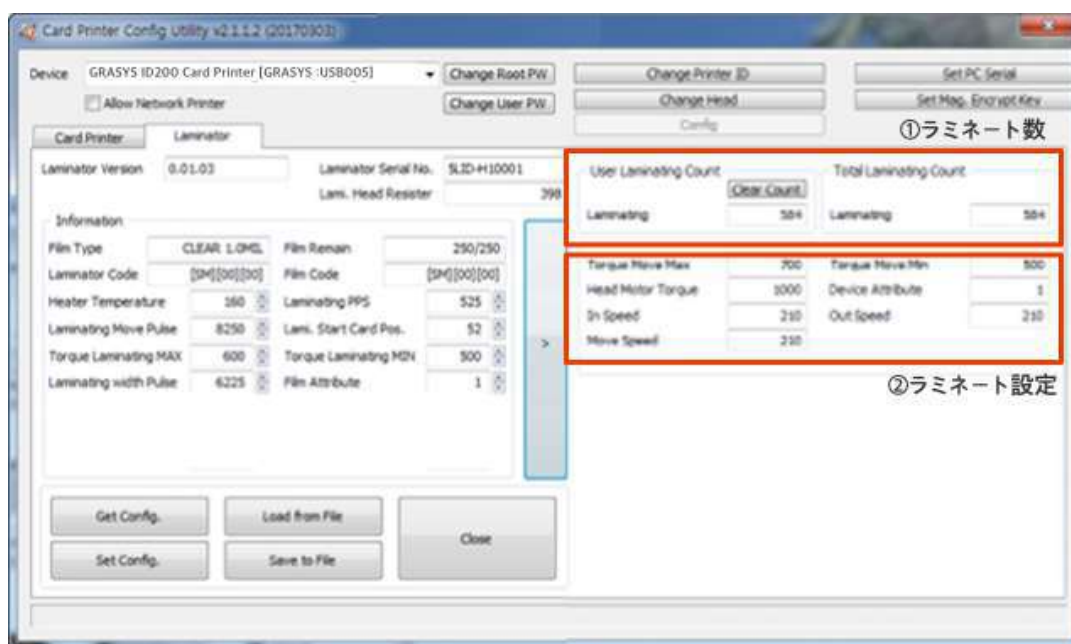 Card Printer Config Utility v2.1.1.2 (20170303)
Device GRASYS ID200 Card Printer [GRASYS :USB005] Change Root PW Change Printer ID Set PC Serial
Allow Network Printer Change User PW Change Head Set Mag. Encrypt Key
Config
①ラミネート数
Card Printer Laminator
Laminator Version 0.01.03 Laminator Serial No. SLID-H10001
Lami. Head Resister 398
Information
Film Type CLEAR 1.0MIL Film Remain 250/250
Laminator Code [SM][00][00] Film Code [SM][00][00]
Heater Temperature 160 Laminating PPS 525
Laminating Move Pulse 8250 Lami. Start Card Pos. 52
Torque Laminating MAX 600 Torque Laminating MIN 500
Laminating width Pulse 6225 Film Attribute 1
>
User Laminating Count Total Laminating Count
Clear Count
Laminating 584 Laminating 584
Torque Move Max 700 Torque Move Min 500
Head Motor Torque 1000 Device Attribute 1
In Speed 210 Out Speed 210
Move Speed 210
②ラミネート設定
Get Config. Load from File Close
Set Config. Save to File